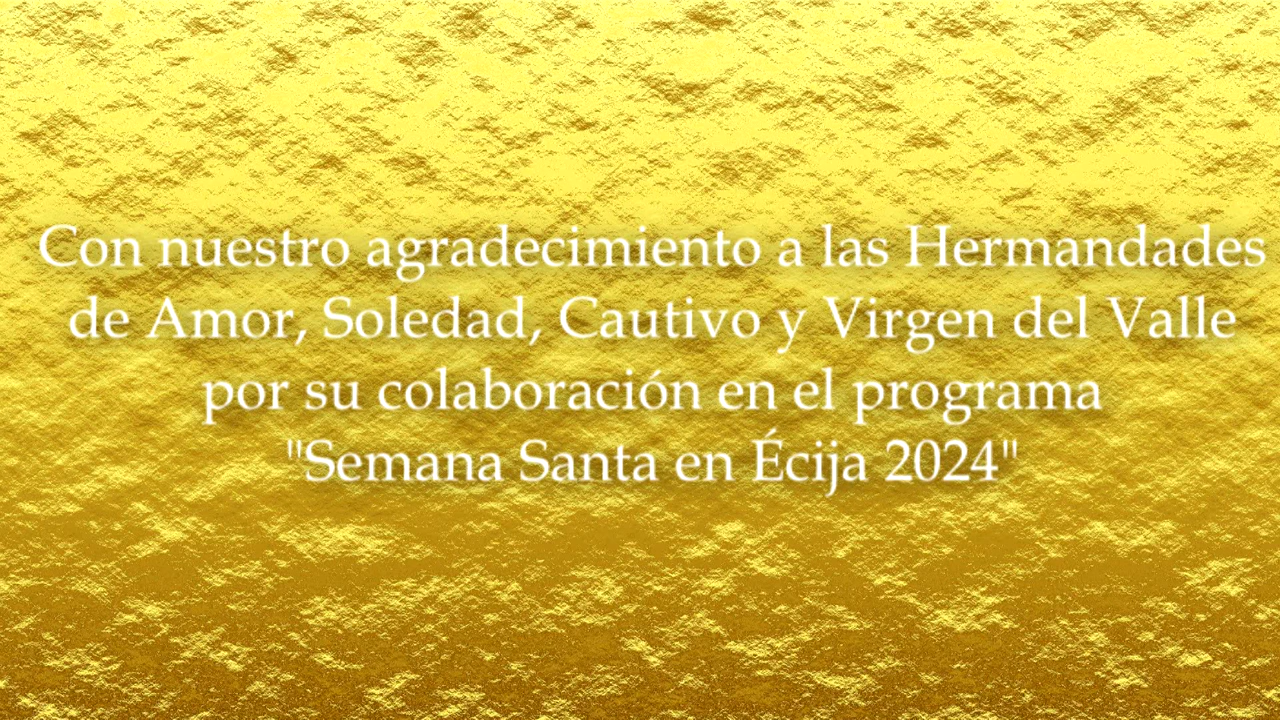 Con nuestro agradecimiento a las Hermandades
de Amor, Soledad, Cautivo y Virgen del Valle
por su colaboración en el programa
"Semana Santa en Écija 2024"